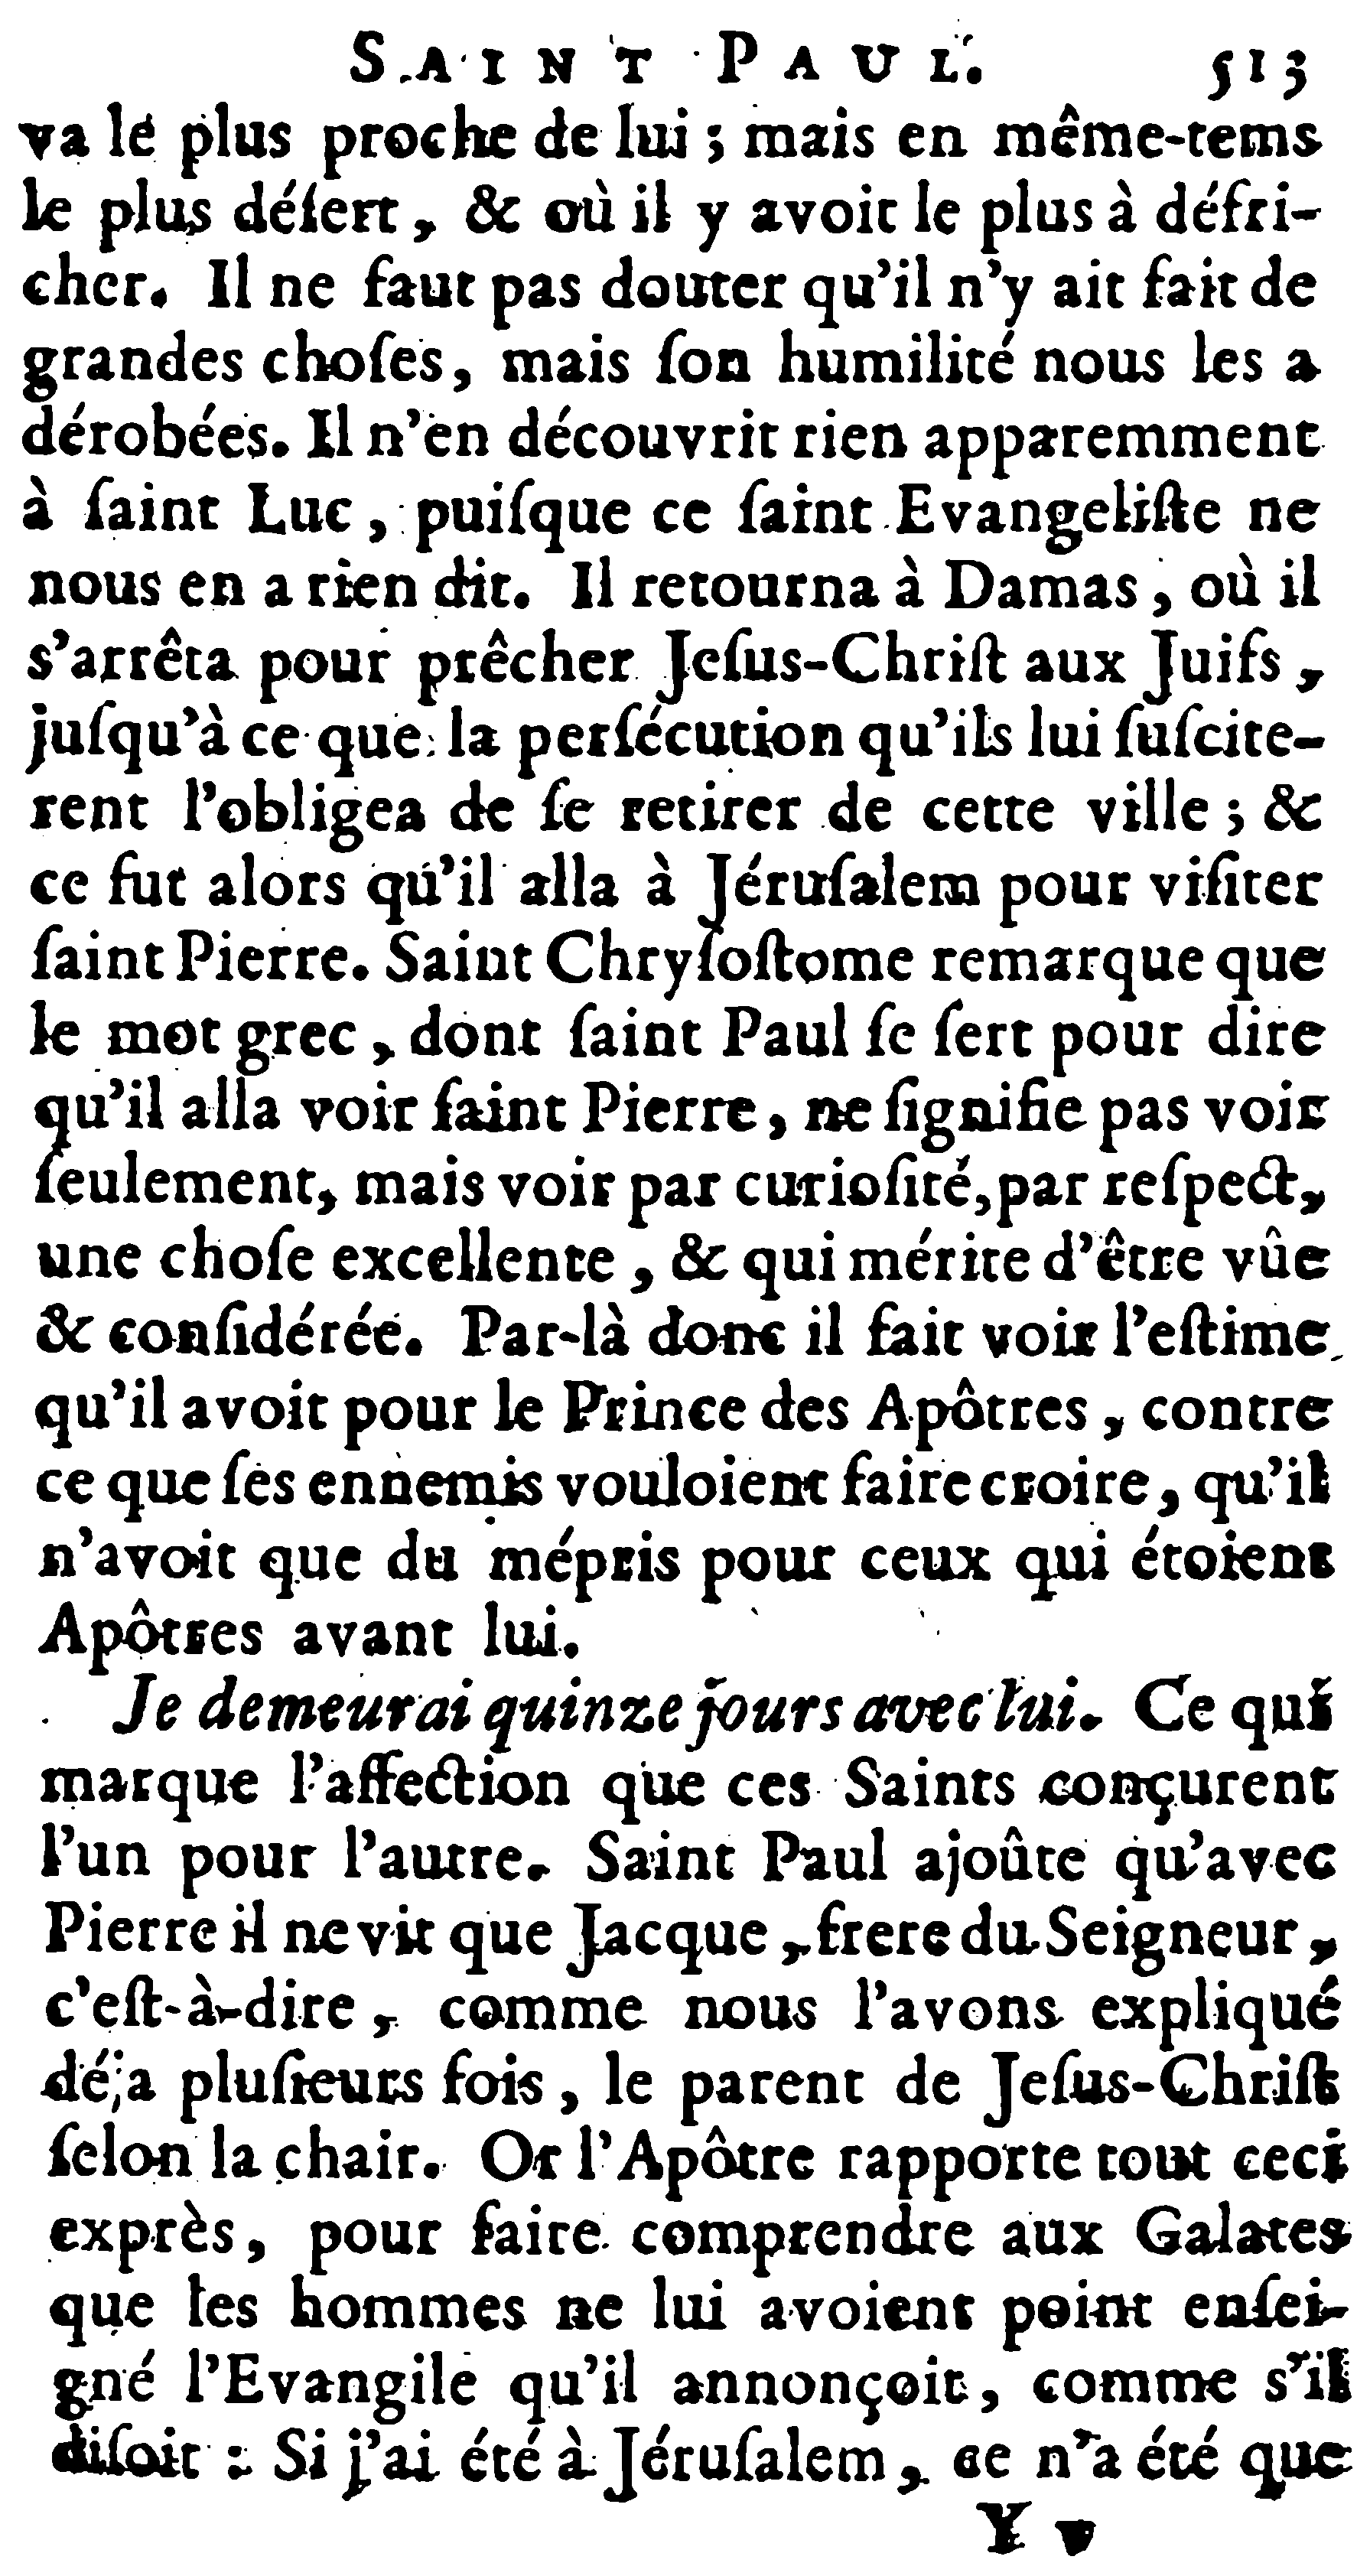 SAINT PAUL. 513
va le plus proche de lui ; mais en même-tems
le plus déſert, & où il y avoit le plus à défri-
cher. Il ne faut pas douter qu'il n'y ait fait de
grandes choſes, mais ſon humilité nous les a
dérobées. Il n'en découvrit rien apparemment
à ſaint Luc, puiſque ce ſaint Evangeliſte ne
nous en a rien dit. Il retourna à Damas, où il
s'arrêta pour prêcher Jeſus-Chriſt aux Juifs,
juſqu'à ce que la perſécution qu'ils lui ſuſcite-
rent l'obligea de ſe retirer de cette ville ; &
ce fut alors qu'il alla à Jéruſalem pour viſiter
ſaint Pierre. Saint Chryſoſtome remarque que
le mot grec, dont ſaint Paul ſe ſert pour dire
qu'il alla voir ſaint Pierre, ne ſignifie pas voir
ſeulement, mais voir par curioſité, par reſpect,
une choſe excellente, & qui mérite d'être vûe
& conſidérée. Par-là donc il fait voir l'eſtime
qu'il avoit pour le Prince des Apôtres, contre
ce que ſes ennemis vouloient faire croire, qu'il
n'avoit que du mépris pour ceux qui étoient
Apôtres avant lui.
Je demeurai quinze jours avec lui. Ce qui
marque l'affection que ces Saints conçurent
l'un pour l'autre. Saint Paul ajoûte qu'avec
Pierre il ne vit que Jacque, frere du Seigneur,
c'eſt-à-dire, comme nous l'avons expliqué
déja pluſieurs fois, le parent de Jeſus-Chriſt
ſelon la chair. Or l'Apôtre rapporte tout ceci
exprès, pour faire comprendre aux Galates
que les hommes ne lui avoient point enſei-
gné l'Evangile qu'il annonçoit, comme s'il
diſoit : Si j'ai été à Jéruſalem, ce n'a été que
Y v